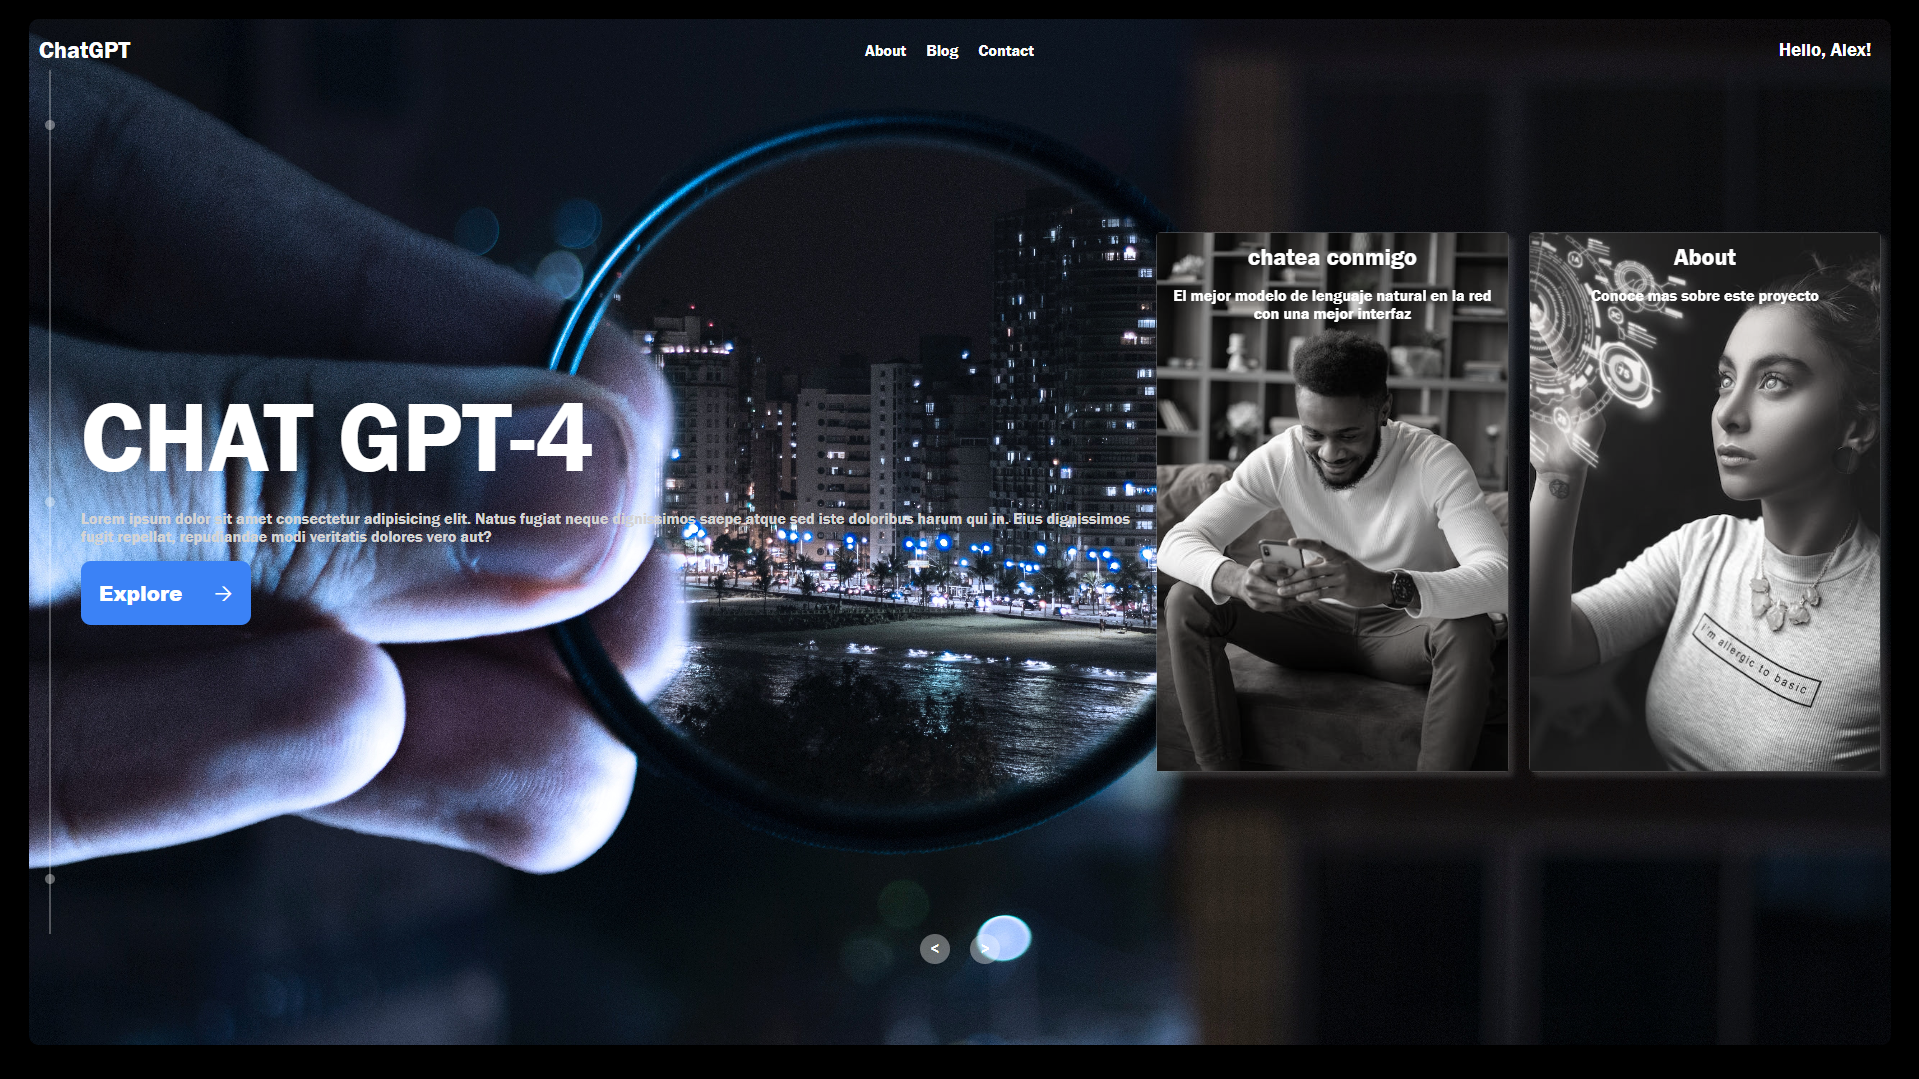 ChatGPT
About Blog Contact
Hello, Alex!
CHAT GPT-4
Lorem ipsum dolor sit amet consectetur adipisicing elit. Natus fugiat neque dignissimos saepe atque sed iste doloribus harum qui in. Eius dignissimos
fugit repellat, repudiandae modi veritatis dolores vero aut?
Explore →
chatea conmigo
El mejor modelo de lenguaje natural en la red
con una mejor interfaz
About
Conoce mas sobre este proyecto
i'm allergic to basic
< >